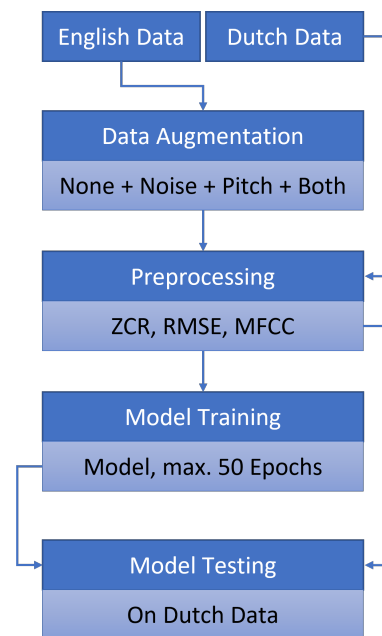 English Data
Dutch Data
Data Augmentation
None + Noise + Pitch + Both
Preprocessing
ZCR, RMSE, MFCC
Model Training
Model, max. 50 Epochs
Model Testing
On Dutch Data